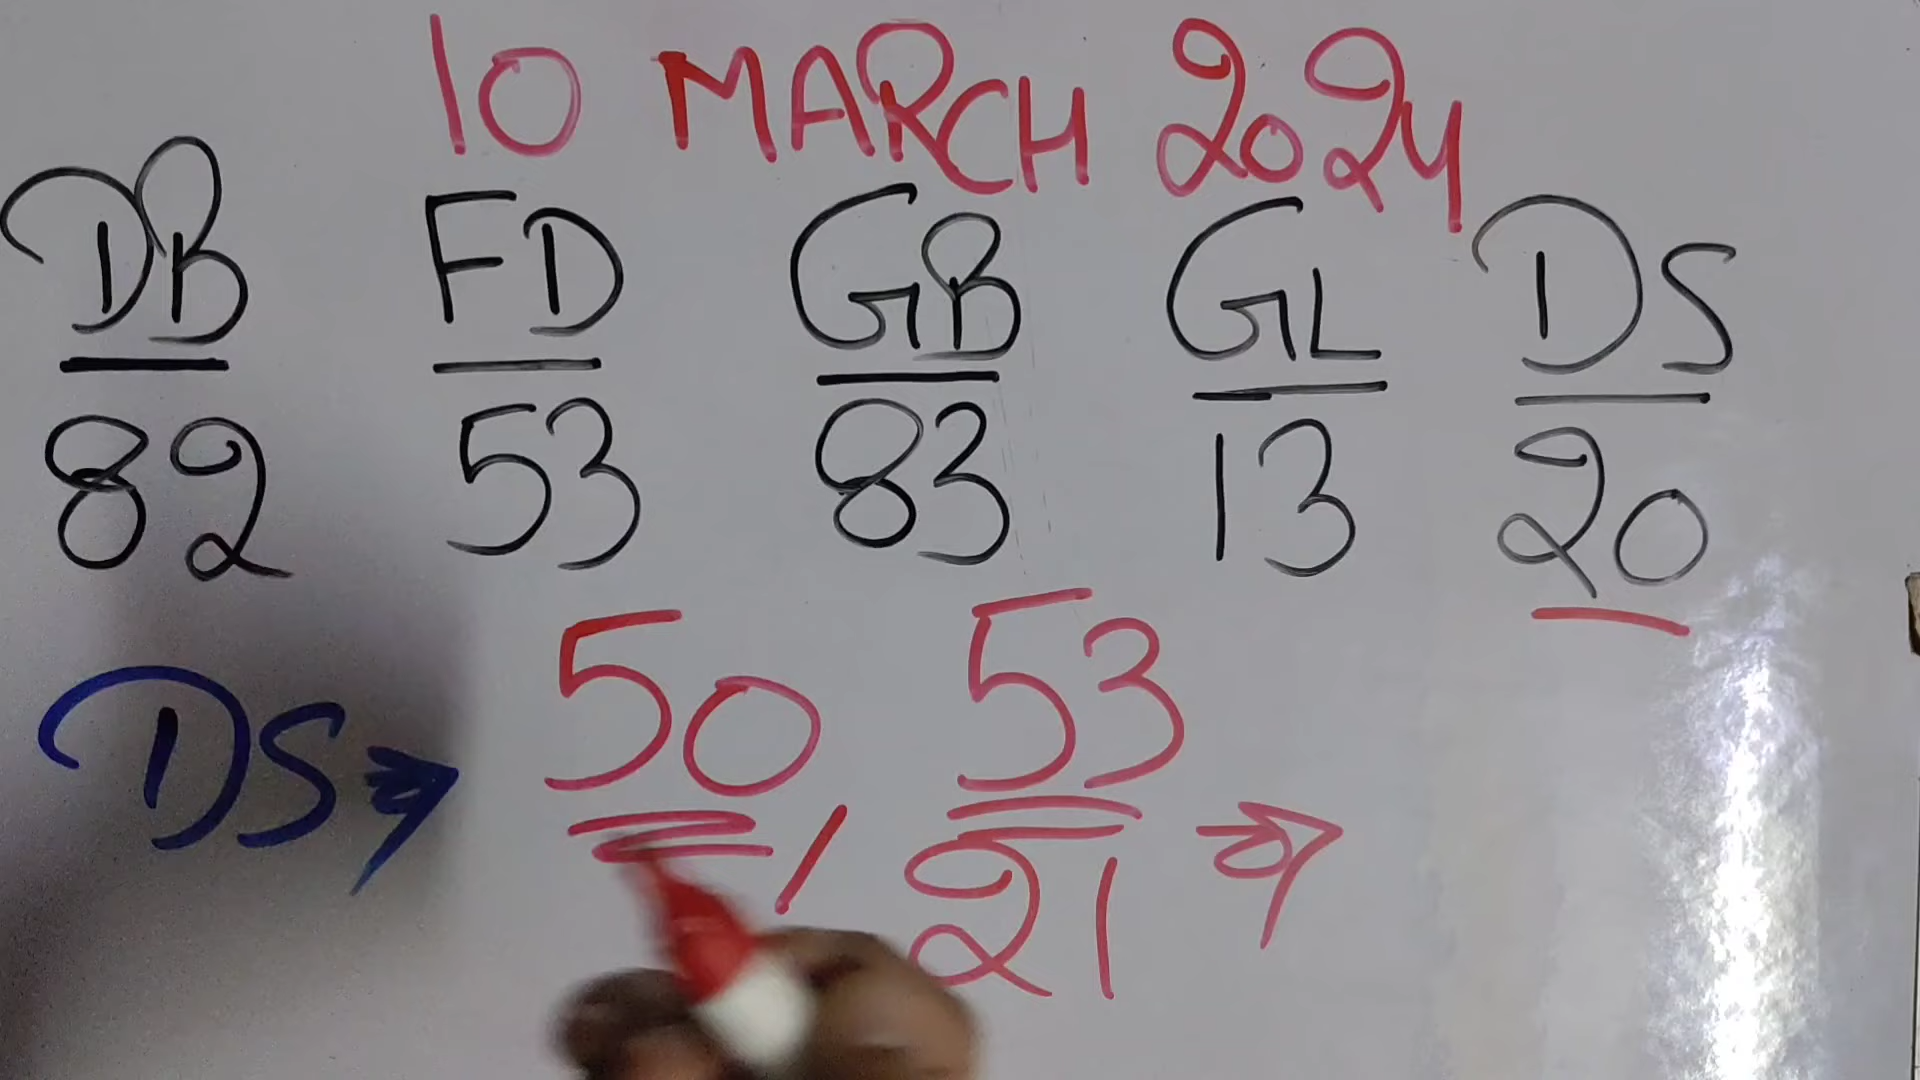 10 MARCH 2024
DB FD GB GL DS
82 53 83 13 20
DS⇒ 50, 53
21 ⇒